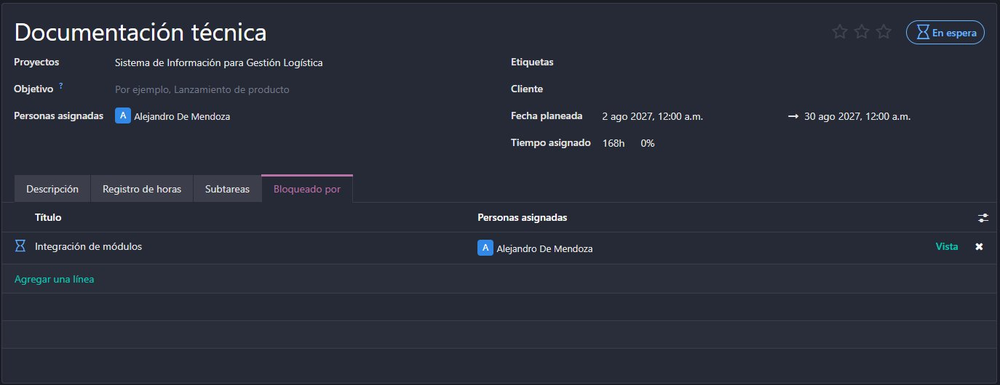 Documentación técnica
En espera
Proyectos Sistema de Información para Gestión Logística Etiquetas
Objetivo ? Por ejemplo, Lanzamiento de producto Cliente
Personas asignadas A Alejandro De Mendoza Fecha planeada 2 ago 2027, 12:00 a.m. → 30 ago 2027, 12:00 a.m.
Tiempo asignado 168h 0%
Descripción Registro de horas Subtareas Bloqueado por
Título Personas asignadas
Integración de módulos A Alejandro De Mendoza Vista
Agregar una línea